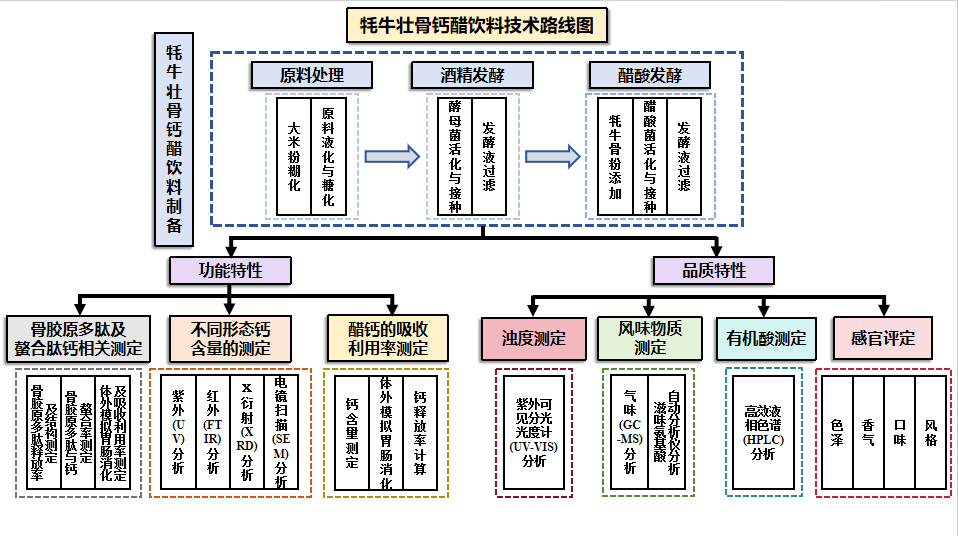 牦牛壮骨钙醋饮料技术路线图
牦牛壮骨钙醋饮料制备
原料处理
酒精发酵
醋酸发酵
大米粉糊化
原料液化与糖化
酵母菌活化与接种
发酵液过滤
牦牛骨粉添加
醋酸菌活化与接种
发酵液过滤
功能特性
品质特性
骨胶原多肽及
螯合肽钙相关测定
不同形态钙
含量的测定
醋钙的吸收
利用率测定
浊度测定
风味物质
测定
有机酸测定
感官评定
骨胶原多肽释放率
及结构测定
骨胶原多肽与钙
螯合率测定
体外模拟胃肠消化
及吸收利用率测定
紫外(UV)分析
红外(FTIR)分析
X衍射(XRD)分析
电镜扫描(SEM)分析
钙含量测定
体外模拟胃肠消化
钙释放率计算
紫外可
见分光
光度计
(UV-VIS)
分析
气味(GC-MS)分析
滋味氨基酸
自动分析仪分析
高效液
相色谱
(HPLC)
分析
色泽
香气
口味
风格